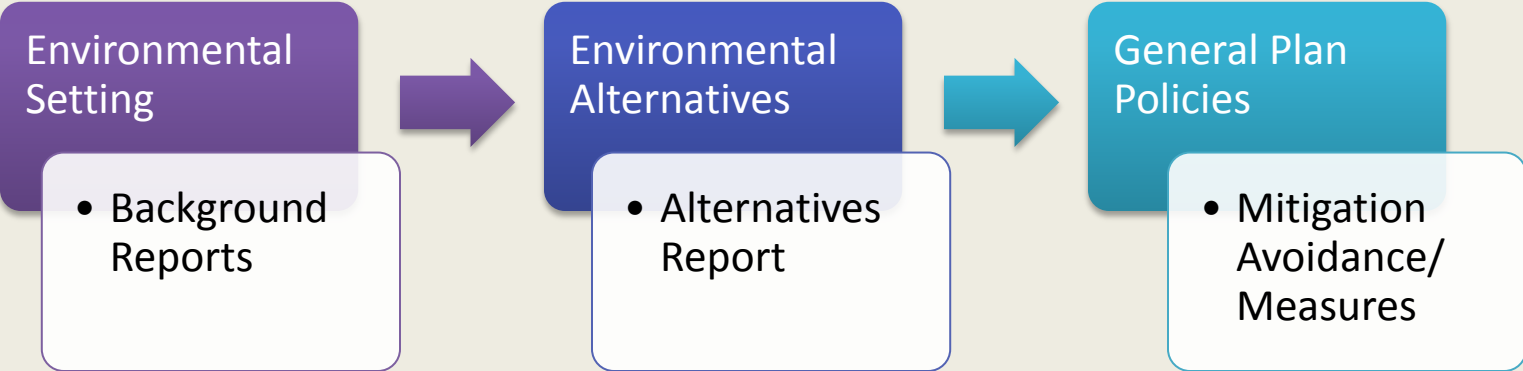 Environmental
Setting
• Background
Reports
Environmental
Alternatives
• Alternatives
Report
General Plan
Policies
• Mitigation
Avoidance/
Measures